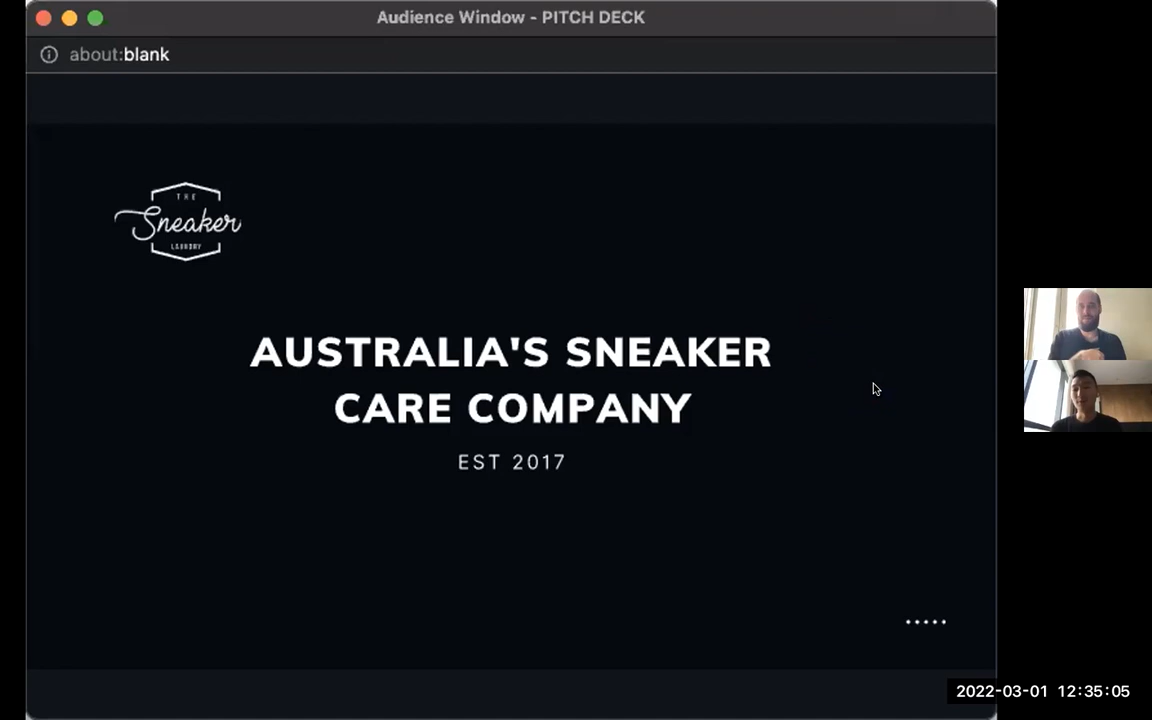 Audience Window - PITCH DECK
about:blank
THE
Sneaker
LAUNDRY
AUSTRALIA'S SNEAKER
CARE COMPANY
EST 2017
2022-03-01 12:35:05